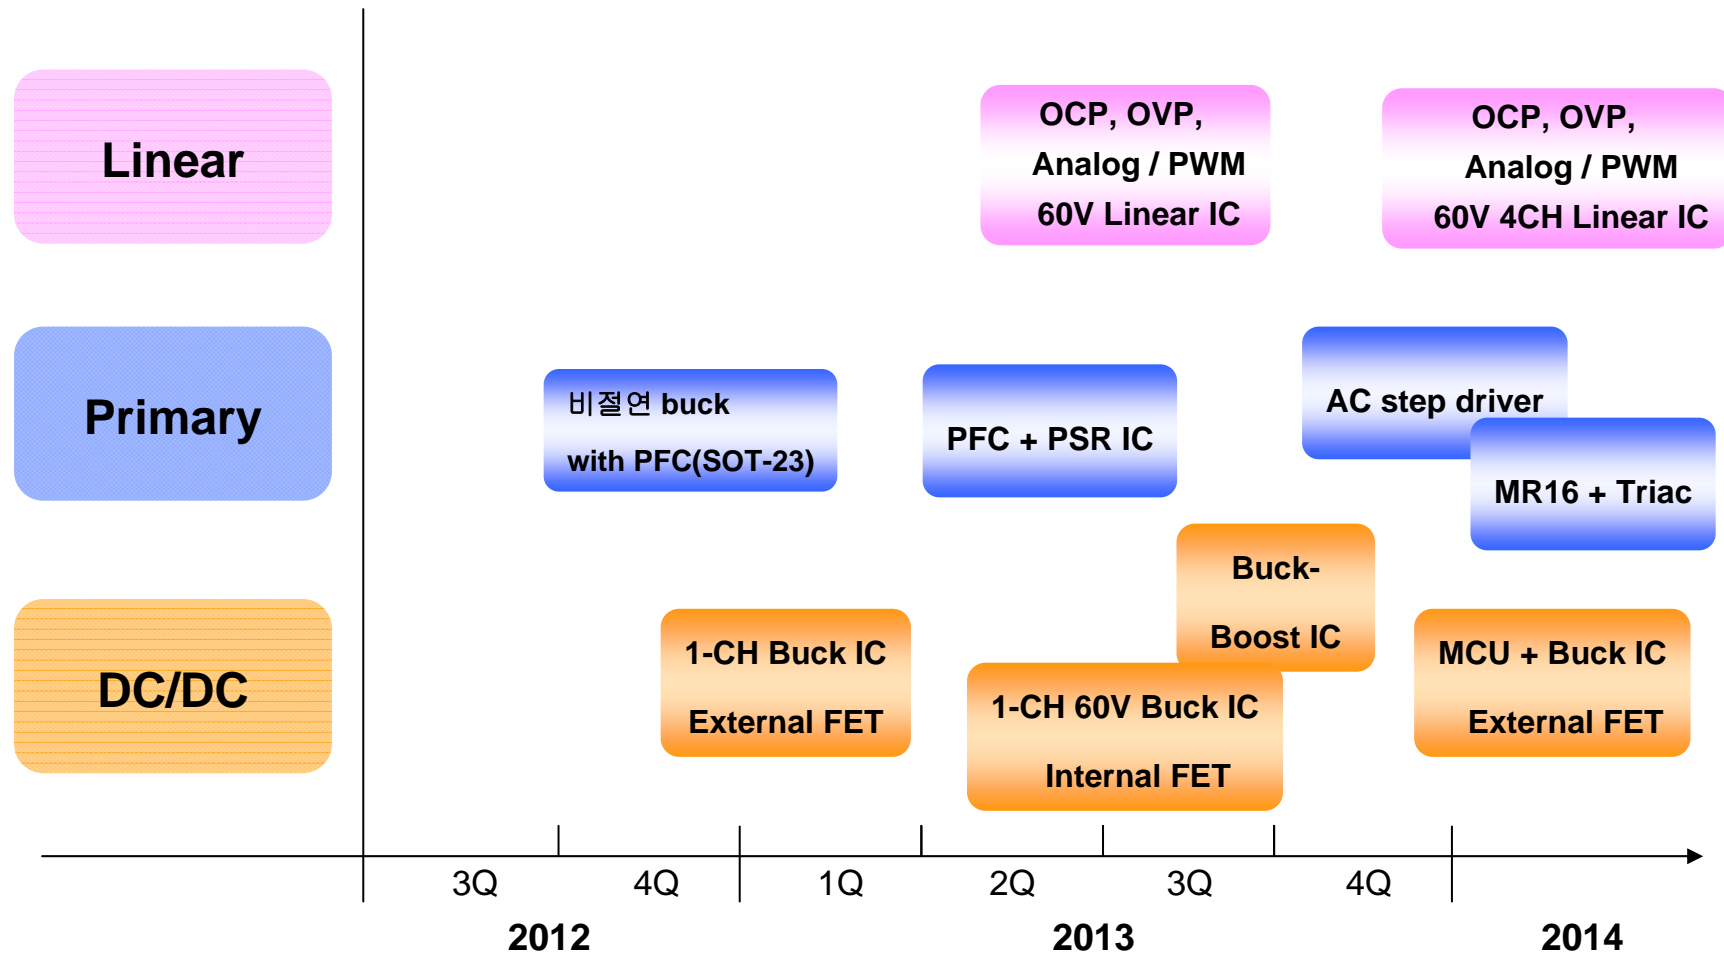 Linear
OCP, OVP,
Analog / PWM
60V Linear IC
OCP, OVP,
Analog / PWM
60V 4CH Linear IC
Primary
비절연 buck
with PFC(SOT-23)
PFC + PSR IC
AC step driver
MR16 + Triac
DC/DC
1-CH Buck IC
External FET
1-CH 60V Buck IC
Internal FET
Buck-
Boost IC
MCU + Buck IC
External FET
3Q 4Q 1Q 2Q 3Q 4Q
2012 2013 2014